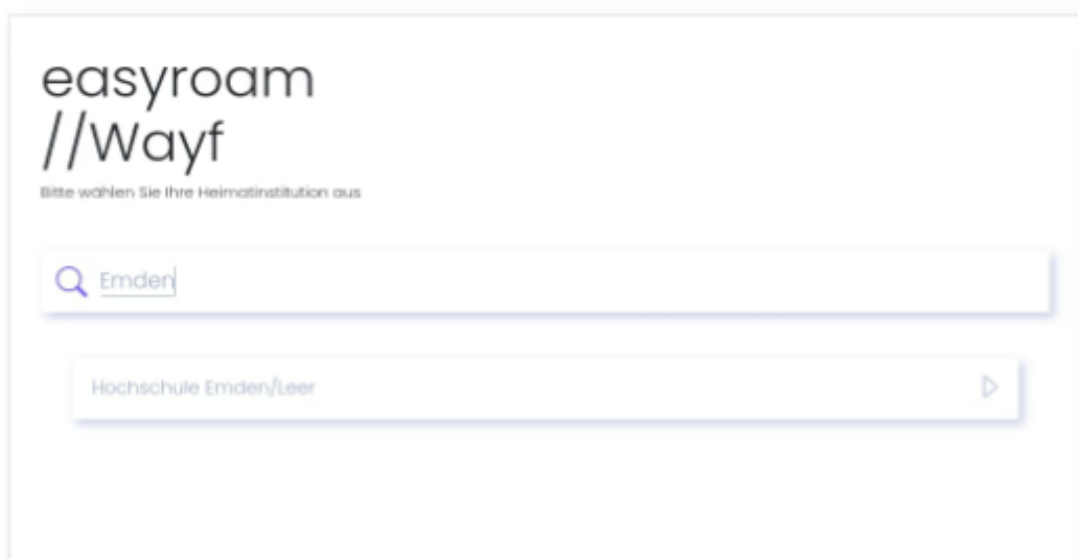 easyroam
//Wayf
Bitte wählen Sie Ihre Heimatinstitution aus
Emden
Hochschule Emden/Leer